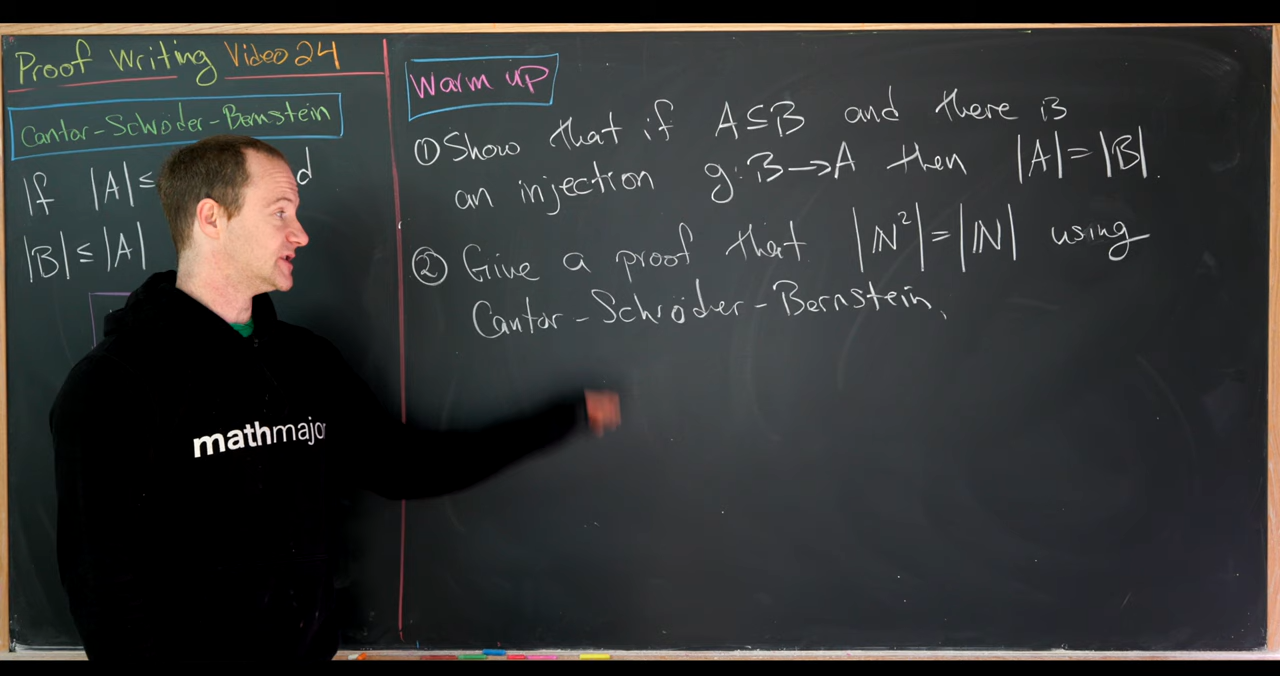 Proof Writing Video 24
Cantor-Schröder-Bernstein
If |A| ≤
|B| ≤ |A|
Warm up
① Show that if A⊆B and there is
an injection g: B→A then |A|=|B|.
② Give a proof that |ℕ²|=|ℕ| using
Cantor-Schröder-Bernstein.
mathmajor